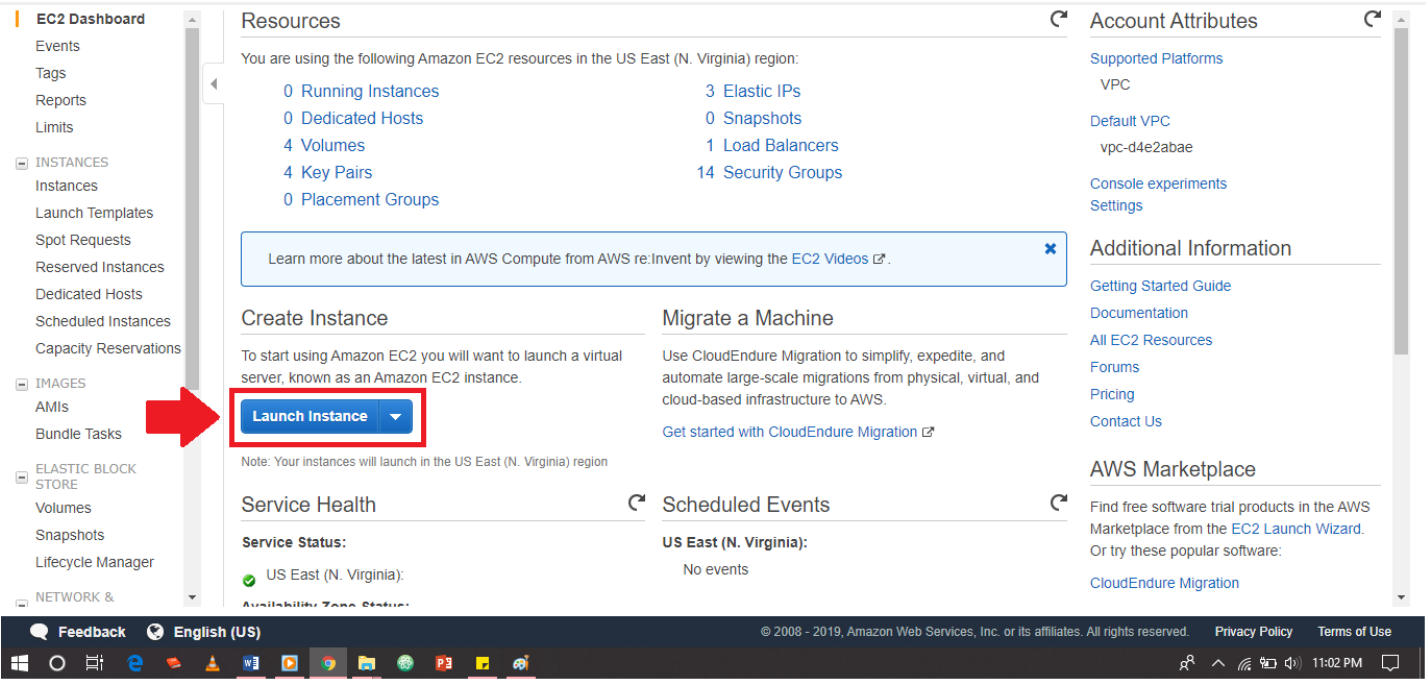 EC2 Dashboard
Events
Tags
Reports
Limits
INSTANCES
Instances
Launch Templates
Spot Requests
Reserved Instances
Dedicated Hosts
Scheduled Instances
Capacity Reservations
IMAGES
AMIs
Bundle Tasks
ELASTIC BLOCK
STORE
Volumes
Snapshots
Lifecycle Manager
NETWORK &
Resources
You are using the following Amazon EC2 resources in the US East (N. Virginia) region:
0 Running Instances
3 Elastic IPs
0 Dedicated Hosts
0 Snapshots
4 Volumes
1 Load Balancers
4 Key Pairs
14 Security Groups
0 Placement Groups
Learn more about the latest in AWS Compute from AWS re:Invent by viewing the EC2 Videos .
Create Instance
To start using Amazon EC2 you will want to launch a virtual
server, known as an Amazon EC2 instance.
Launch Instance
Note: Your instances will launch in the US East (N. Virginia) region
Migrate a Machine
Use CloudEndure Migration to simplify, expedite, and
automate large-scale migrations from physical, virtual, and
cloud-based infrastructure to AWS.
Get started with CloudEndure Migration
Service Health
Service Status:
US East (N. Virginia):
Availability Zone Status:
Scheduled Events
US East (N. Virginia):
No events
Account Attributes
Supported Platforms
VPC
Default VPC
vpc-d4e2abae
Console experiments
Settings
Additional Information
Getting Started Guide
Documentation
All EC2 Resources
Forums
Pricing
Contact Us
AWS Marketplace
Find free software trial products in the AWS
Marketplace from the EC2 Launch Wizard.
Or try these popular software:
CloudEndure Migration
Feedback
English (US)
© 2008 - 2019, Amazon Web Services, Inc. or its affiliates. All rights reserved.
Privacy Policy
Terms of Use
11:02 PM